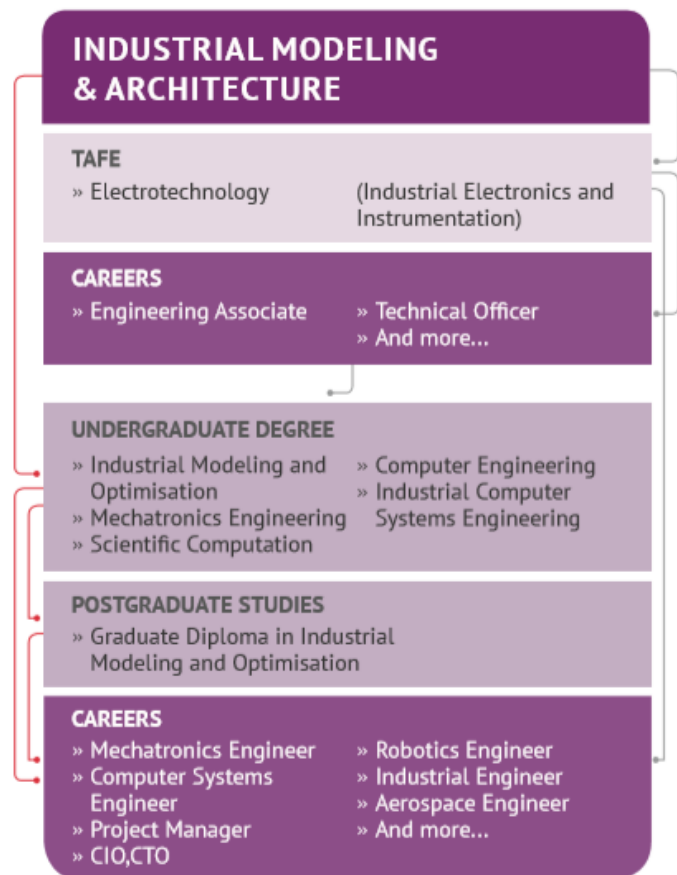 INDUSTRIAL MODELING
& ARCHITECTURE
TAFE
» Electrotechnology
(Industrial Electronics and
Instrumentation)
CAREERS
» Engineering Associate
» Technical Officer
» And more...
UNDERGRADUATE DEGREE
» Industrial Modeling and
Optimisation
» Mechatronics Engineering
» Scientific Computation
» Computer Engineering
» Industrial Computer
Systems Engineering
POSTGRADUATE STUDIES
» Graduate Diploma in Industrial
Modeling and Optimisation
CAREERS
» Mechatronics Engineer
» Computer Systems
Engineer
» Project Manager
» CIO,CTO
» Robotics Engineer
» Industrial Engineer
» Aerospace Engineer
» And more...